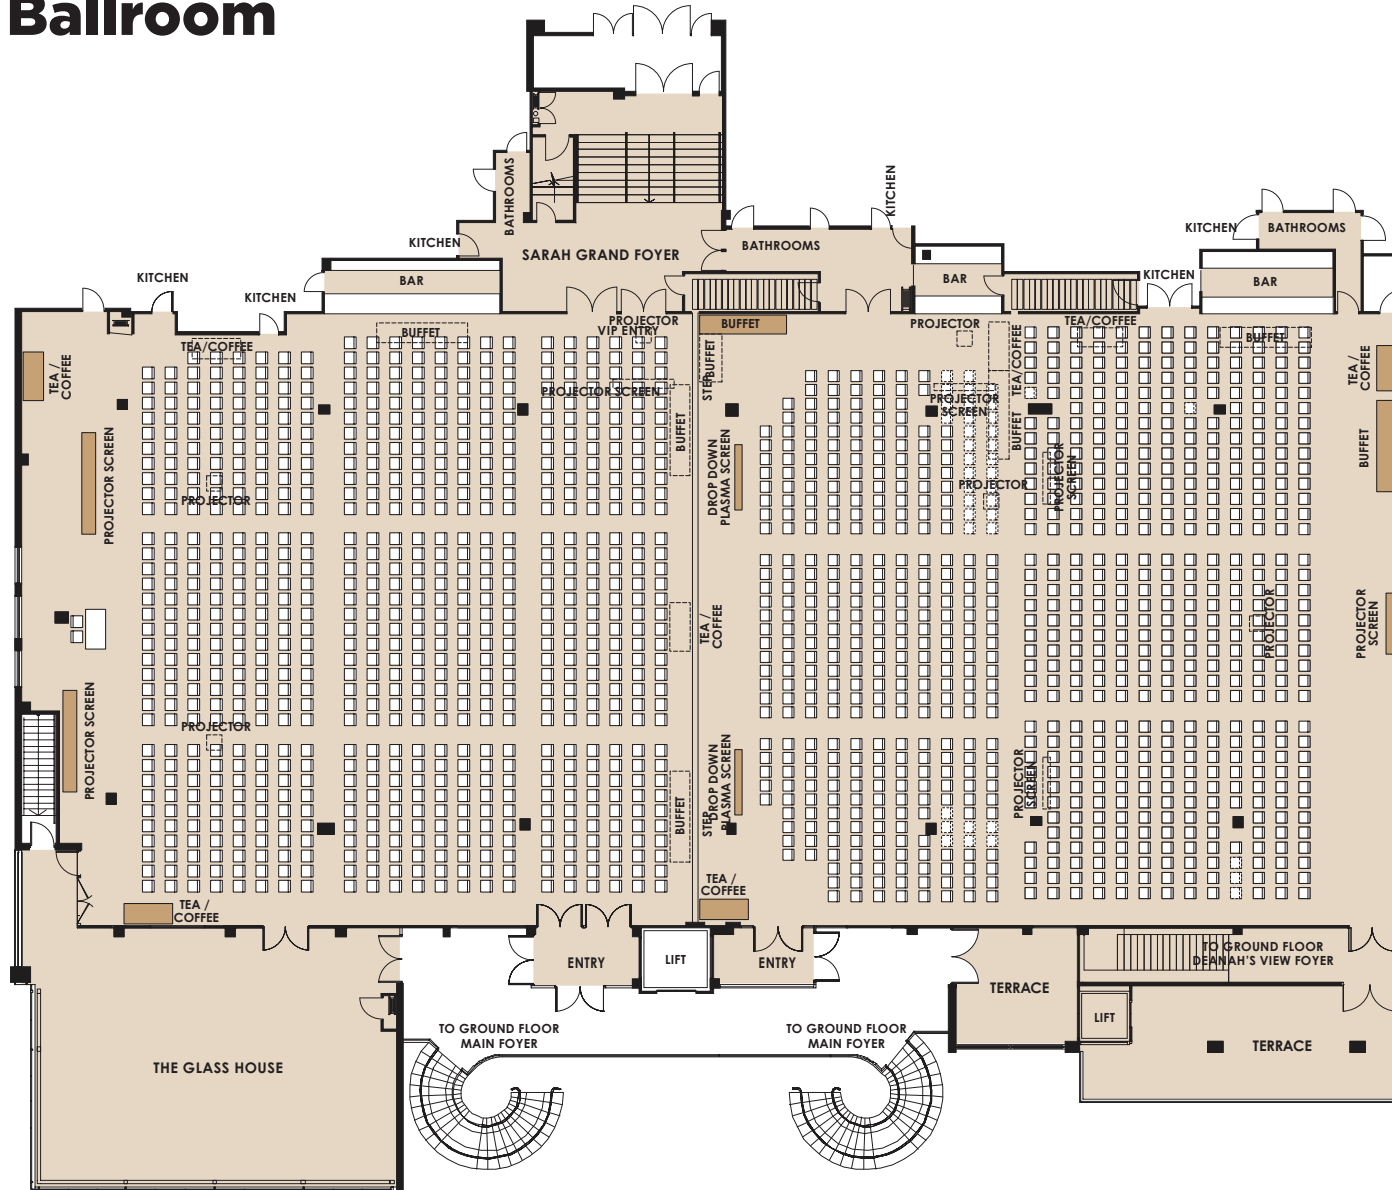 Ballroom
BATHROOMS
KITCHEN
SARAH GRAND FOYER
BATHROOMS
KITCHEN
BATHROOMS
KITCHEN
KITCHEN
KITCHEN
KITCHEN
BAR
BAR
BAR
PROJECTOR
VIP ENTRY
BUFFET
BUFFET
PROJECTOR
TEA/COFFEE
BUFFET
TEA/COFFEE
TEA /
COFFEE
PROJECTOR SCREEN
STEP
BUFFET
TEA/COFFEE
PROJECTOR
SCREEN
TEA /
COFFEE
BUFFET
BUFFET
BUFFET
PROJECTOR SCREEN
PROJECTOR
DROP DOWN
PLASMA SCREEN
PROJECTOR
PROJECTOR
SCREEN
TEA /
COFFEE
PROJECTOR
PROJECTOR
SCREEN
PROJECTOR SCREEN
PROJECTOR
BUFFET
STEP
DROP DOWN
PLASMA SCREEN
PROJECTOR
SCREEN
TEA /
COFFEE
TEA /
COFFEE
ENTRY
LIFT
ENTRY
TERRACE
TO GROUND FLOOR
DEANAH'S VIEW FOYER
LIFT
TERRACE
TO GROUND FLOOR
MAIN FOYER
TO GROUND FLOOR
MAIN FOYER
THE GLASS HOUSE